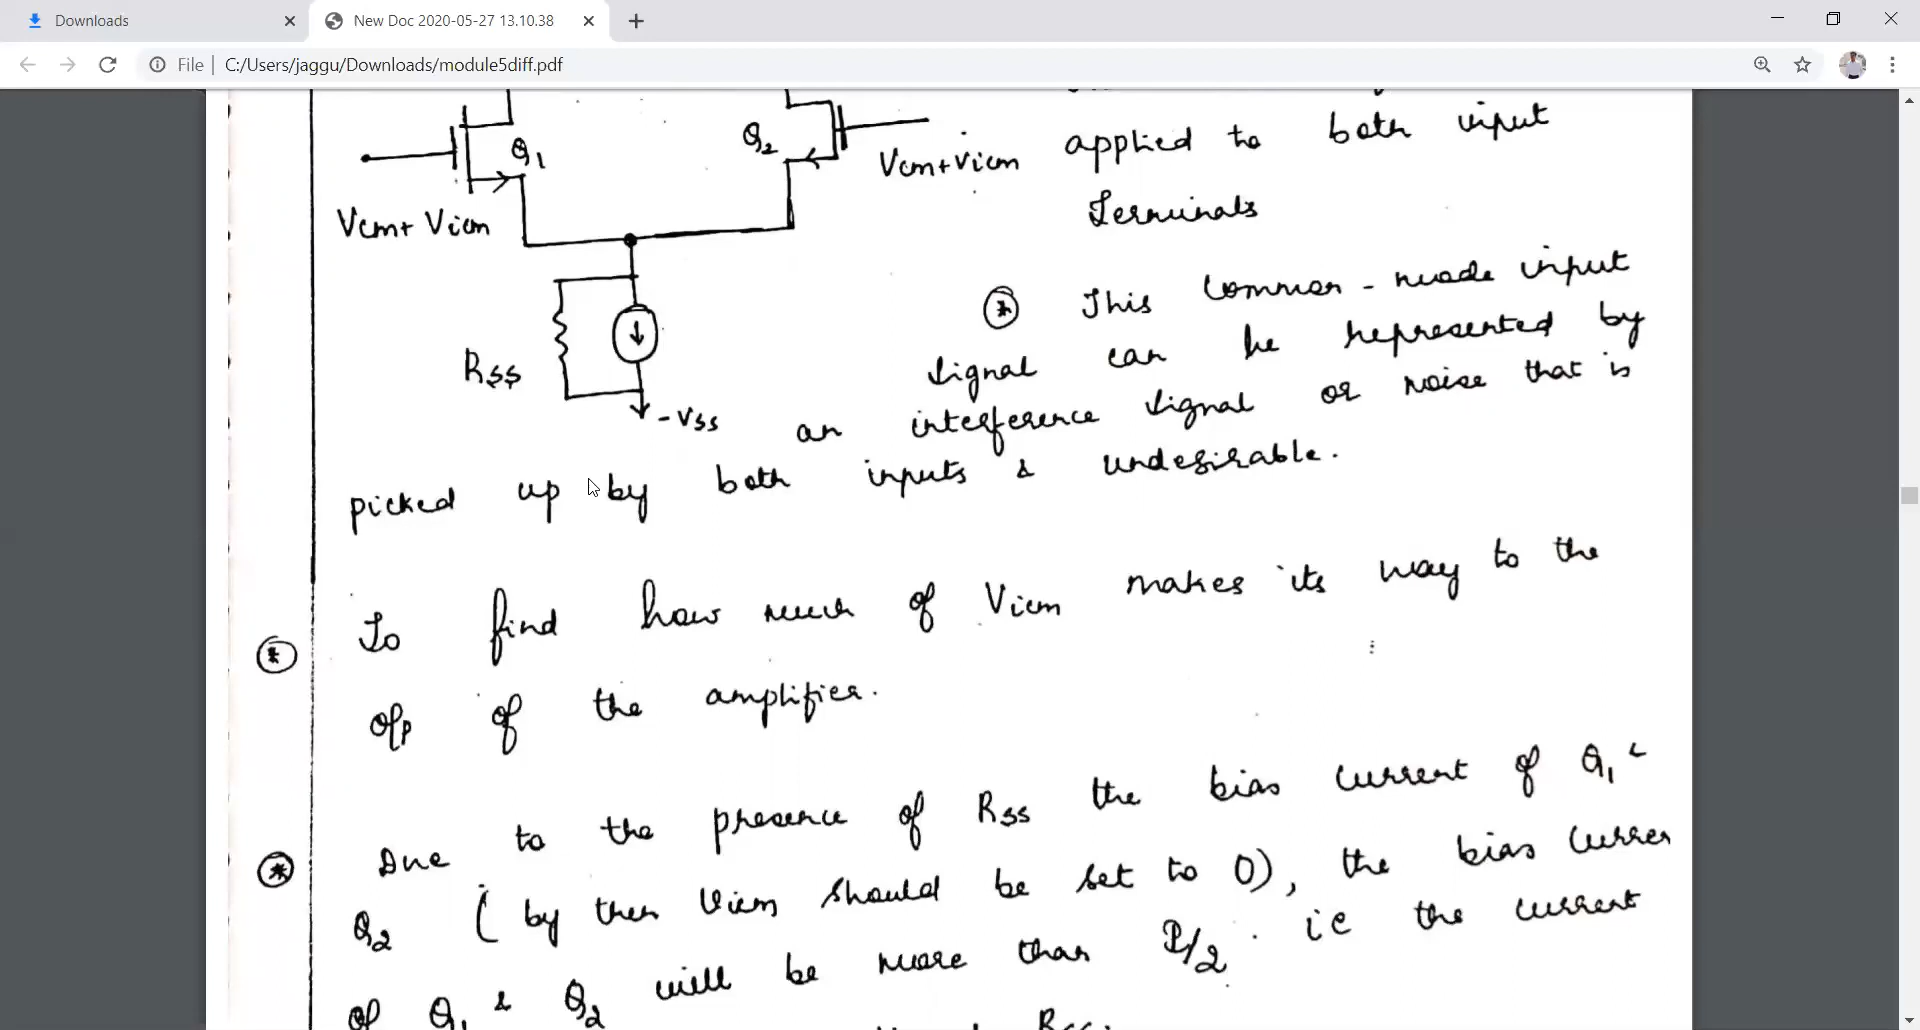 Downloads
New Doc 2020-05-27 13.10.38
File C:/Users/jaggu/Downloads/module5diff.pdf
Q1
Q2
Vcm+Vicm
Vcm+ Vicm
applied to both input
Terminals
RSS
-VSS
* This common-mode input
signal can be represented by
an interference signal or noise that is
picked up by both inputs & undesirable.
* To find how much of Vicm makes its way to the
o/p of the amplifier.
* Due to the presence of RSS the bias current of Q1 &
Q2 (by then Vicm should be set to 0), the bias curren
will be more than I/2. ie the current
of Q1 & Q2
RSS.